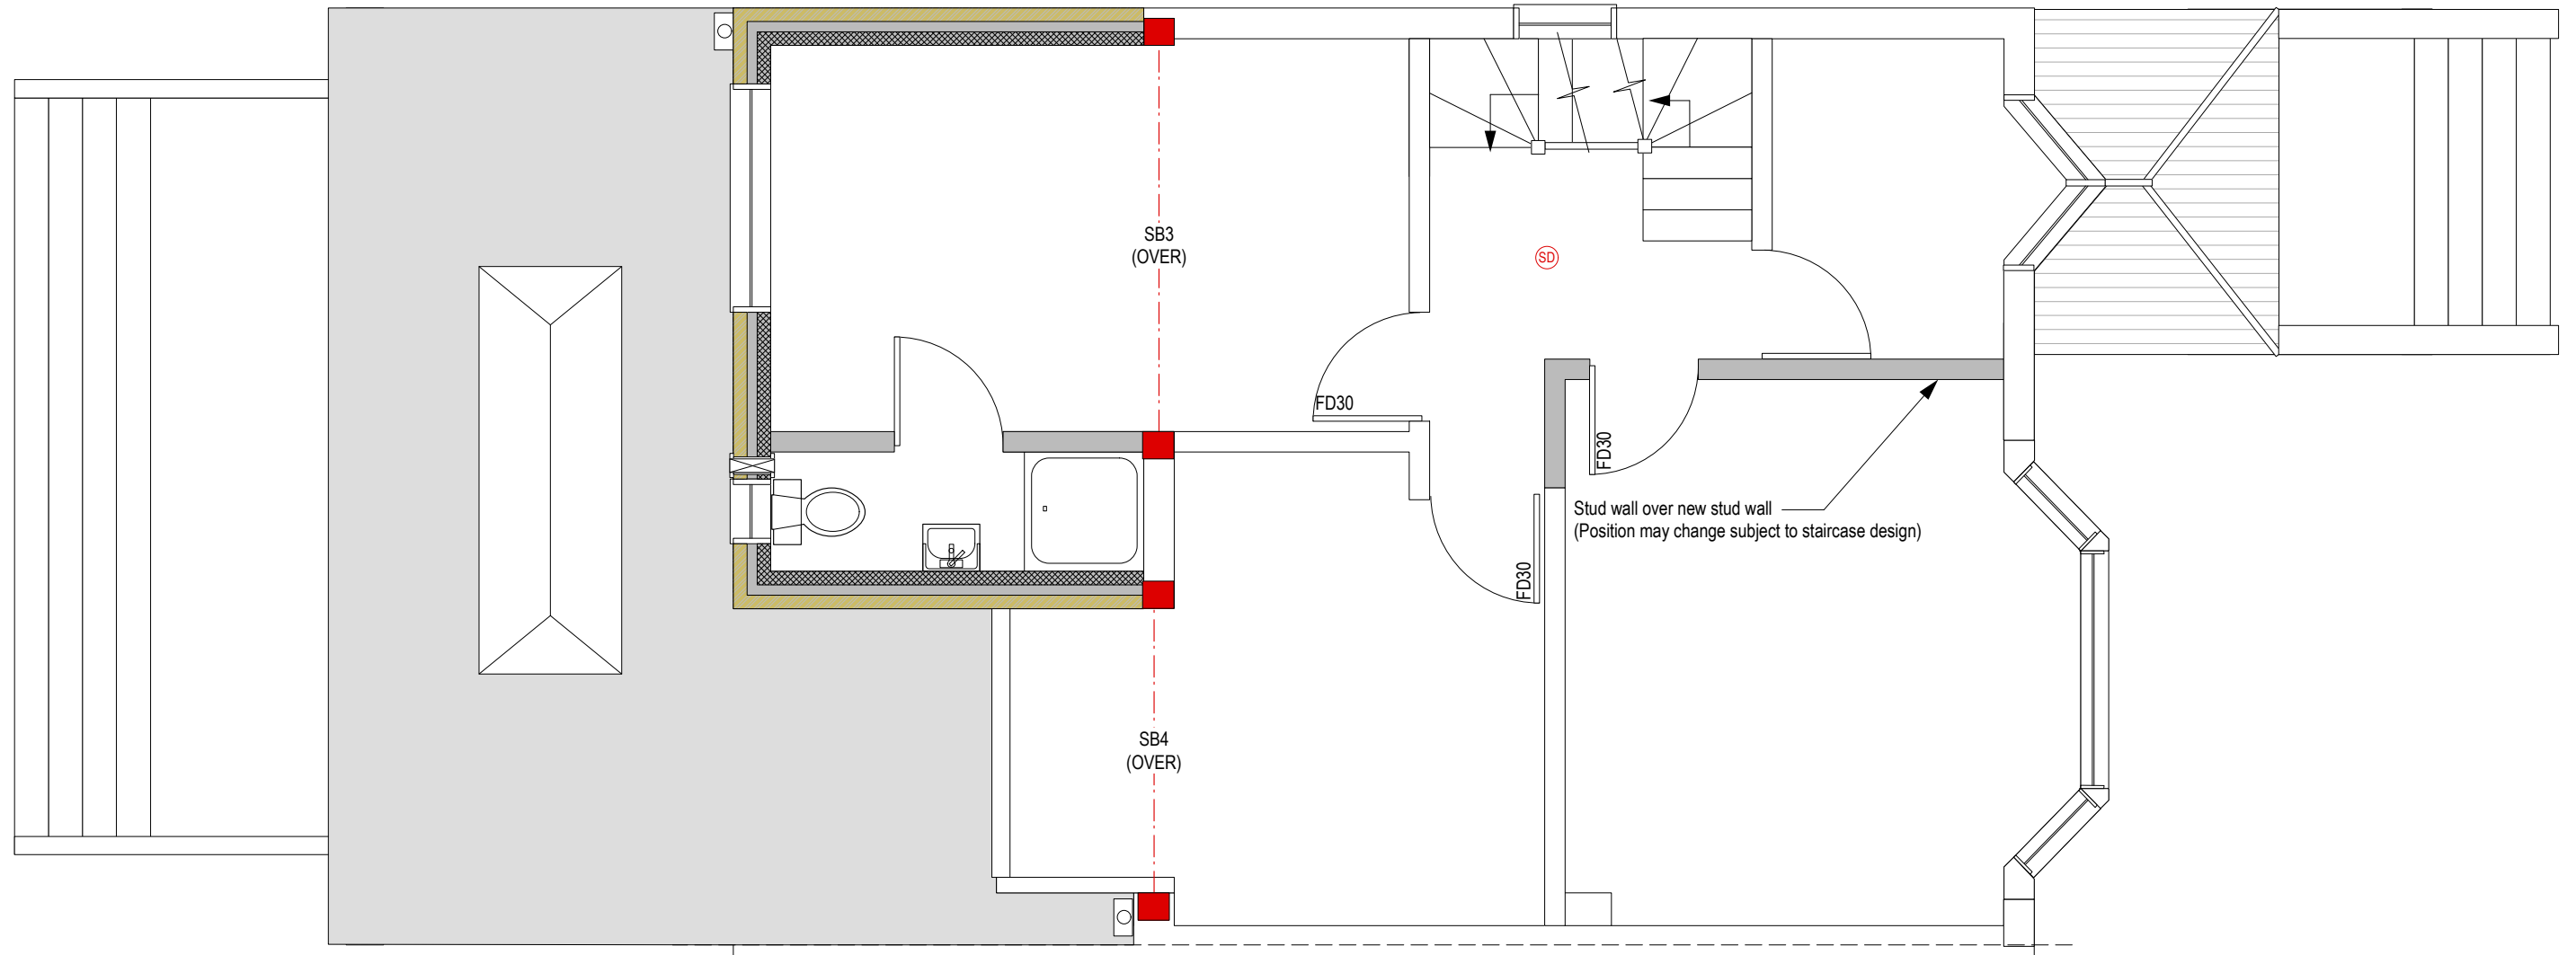 SB3
(OVER)
SD
FD30
FD30
Stud wall over new stud wall
(Position may change subject to staircase design)
FD30
SB4
(OVER)